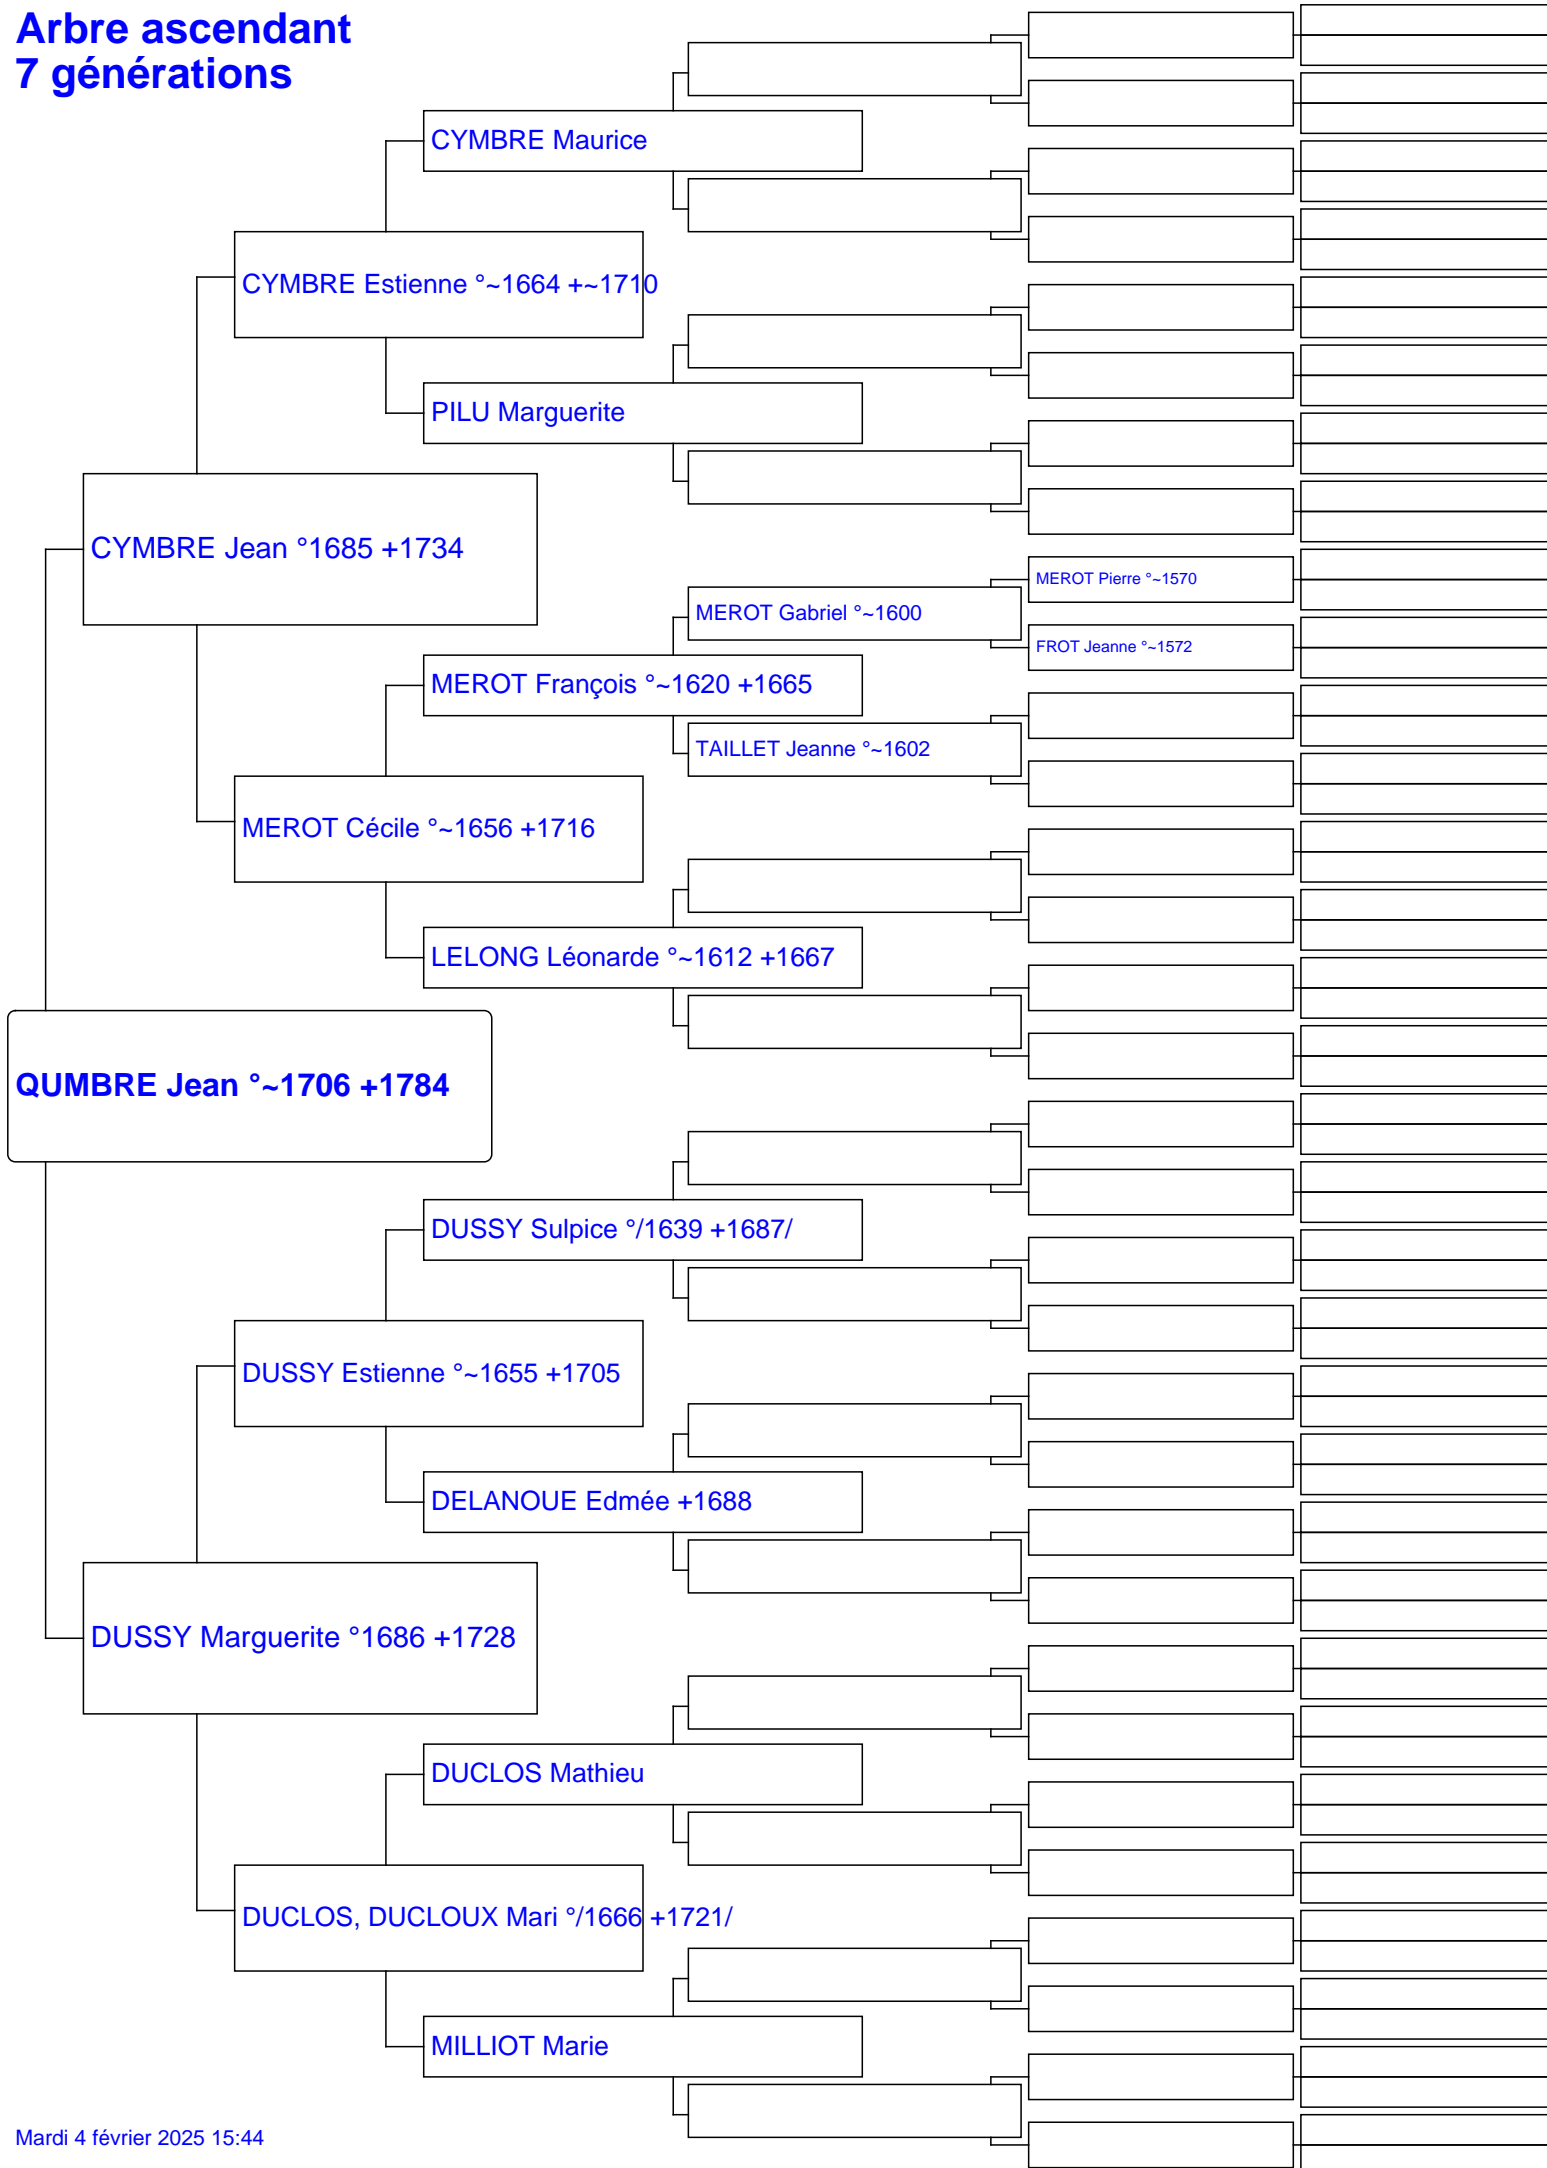 Arbre ascendant
7 générations
CYMBRE Maurice
CYMBRE Estienne °~1664 +~1710
PILU Marguerite
CYMBRE Jean °1685 +1734
MEROT Pierre °~1570
MEROT Gabriel °~1600
FROT Jeanne °~1572
MEROT François °~1620 +1665
TAILLET Jeanne °~1602
MEROT Cécile °~1656 +1716
LELONG Léonarde °~1612 +1667
QUMBRE Jean °~1706 +1784
DUSSY Sulpice °/1639 +1687/
DUSSY Estienne °~1655 +1705
DELANOUE Edmée +1688
DUSSY Marguerite °1686 +1728
DUCLOS Mathieu
DUCLOS, DUCLOUX Mari °/1666 +1721/
MILLIOT Marie
Mardi 4 février 2025 15:44